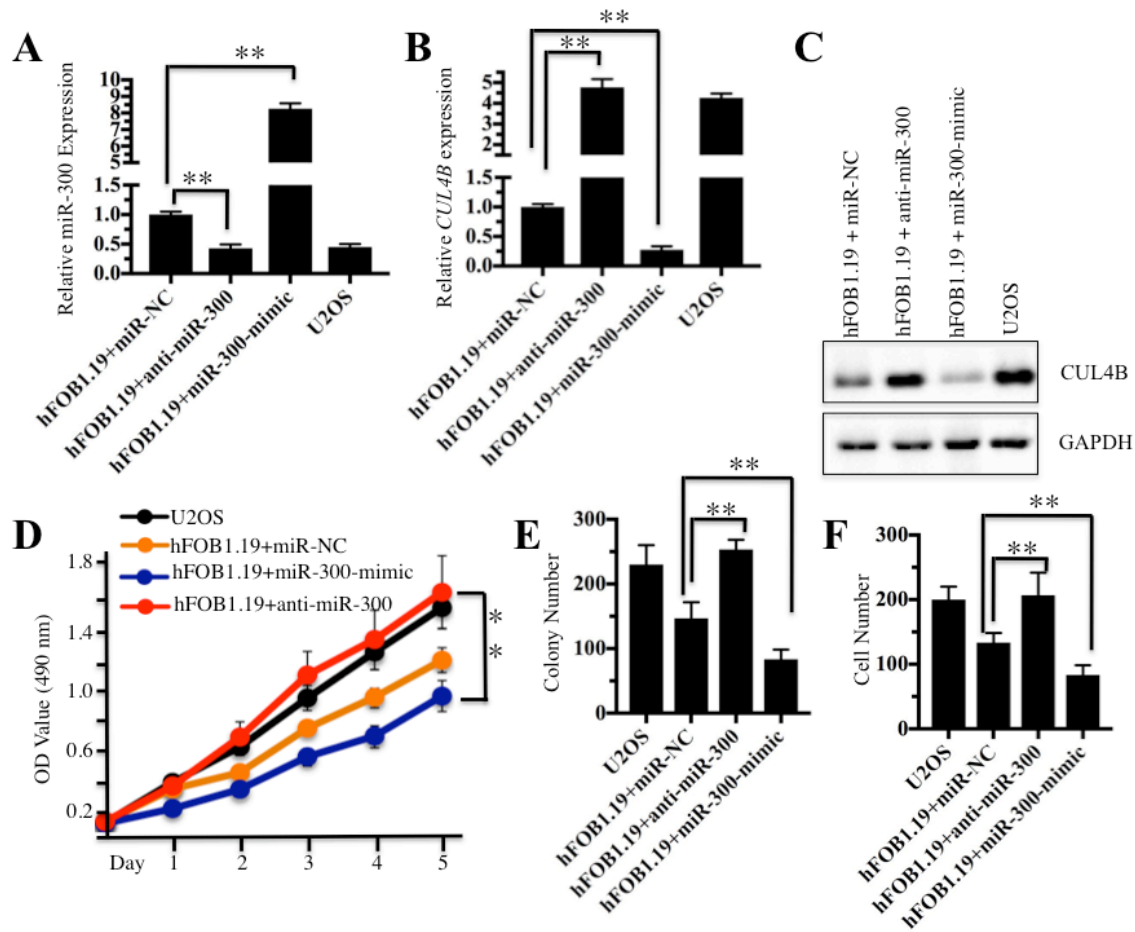 A
Relative miR-300 Expression
10
9
8
7
6
5
1.5
1.0
0.5
0.0
**
**
hFOB1.19+miR-NC
hFOB1.19+anti-miR-300
hFOB1.19+miR-300-mimic
U2OS
B
Relative CUL4B expression
5
4
3
2
1.5
1.0
0.5
0.0
**
**
hFOB1.19+miR-NC
hFOB1.19+anti-miR-300
hFOB1.19+miR-300-mimic
U2OS
C
hFOB1.19 + miR-NC
hFOB1.19 + anti-miR-300
hFOB1.19 + miR-300-mimic
U2OS
CUL4B
GAPDH
D
U2OS
hFOB1.19+miR-NC
hFOB1.19+miR-300-mimic
hFOB1.19+anti-miR-300
OD Value (490 nm)
1.8
1.4
1.0
0.6
0.2
Day 1 2 3 4 5
*
*
E
Colony Number
300
200
100
0
**
**
U2OS
hFOB1.19+miR-NC
hFOB1.19+anti-miR-300
hFOB1.19+miR-300-mimic
F
Cell Number
300
200
100
0
**
**
U2OS
hFOB1.19+miR-NC
hFOB1.19+anti-miR-300
hFOB1.19+miR-300-mimic